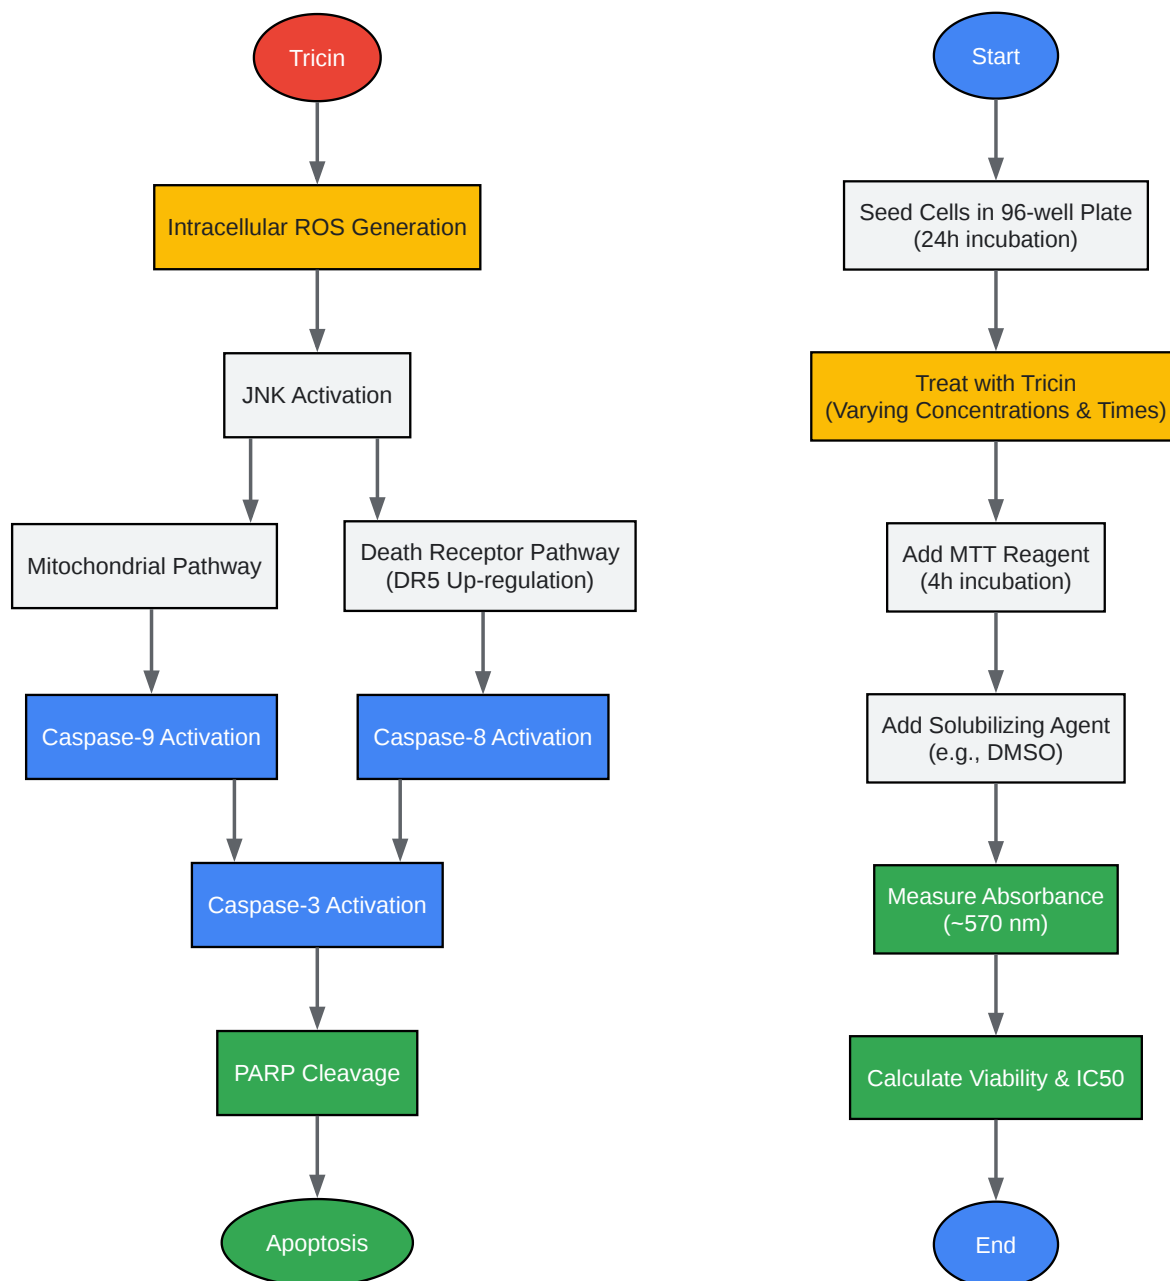 Tricin
Intracellular ROS Generation
JNK Activation
Mitochondrial Pathway
Death Receptor Pathway
(DR5 Up-regulation)
Caspase-9 Activation
Caspase-8 Activation
Caspase-3 Activation
PARP Cleavage
Apoptosis
Start
Seed Cells in 96-well Plate
(24h incubation)
Treat with Tricin
(Varying Concentrations & Times)
Add MTT Reagent
(4h incubation)
Add Solubilizing Agent
(e.g., DMSO)
Measure Absorbance
(~570 nm)
Calculate Viability & IC50
End